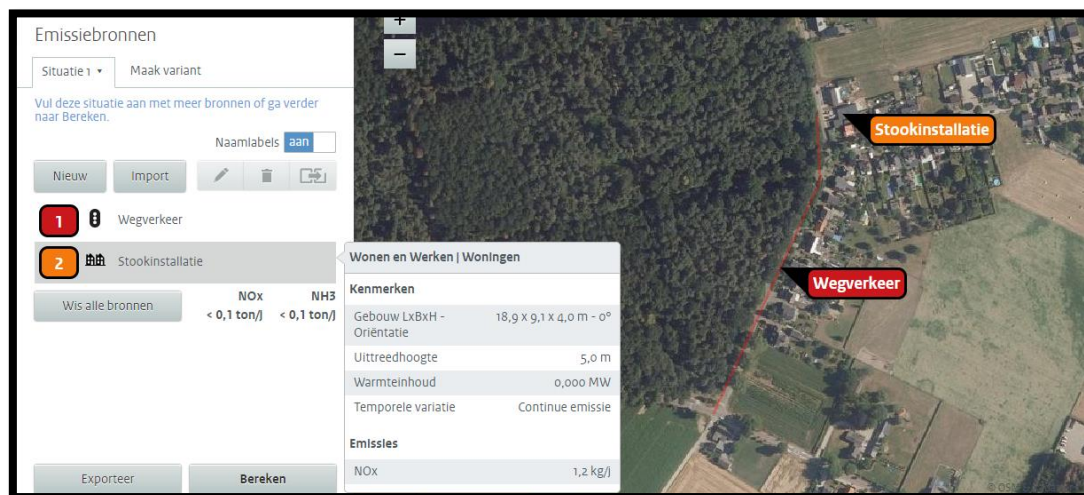 Emissiebronnen
Situatie 1 ▾ Maak variant
Vul deze situatie aan met meer bronnen of ga verder
naar Bereken.
Naamlabels aan
Nieuw Import
1 Wegverkeer
2 Stookinstallatie
Wis alle bronnen
NOx NH3
< 0,1 ton/j < 0,1 ton/j
Exporteer Bereken
Wonen en Werken | Woningen
Kenmerken
Gebouw LxBxH - 18,9 x 9,1 x 4,0 m - 0°
Oriëntatie
Uittreedhoogte 5,0 m
Warmteinhoud 0,000 MW
Temporele variatie Continue emissie
Emissies
NOx 1,2 kg/j
+
−
Stookinstallatie
Wegverkeer